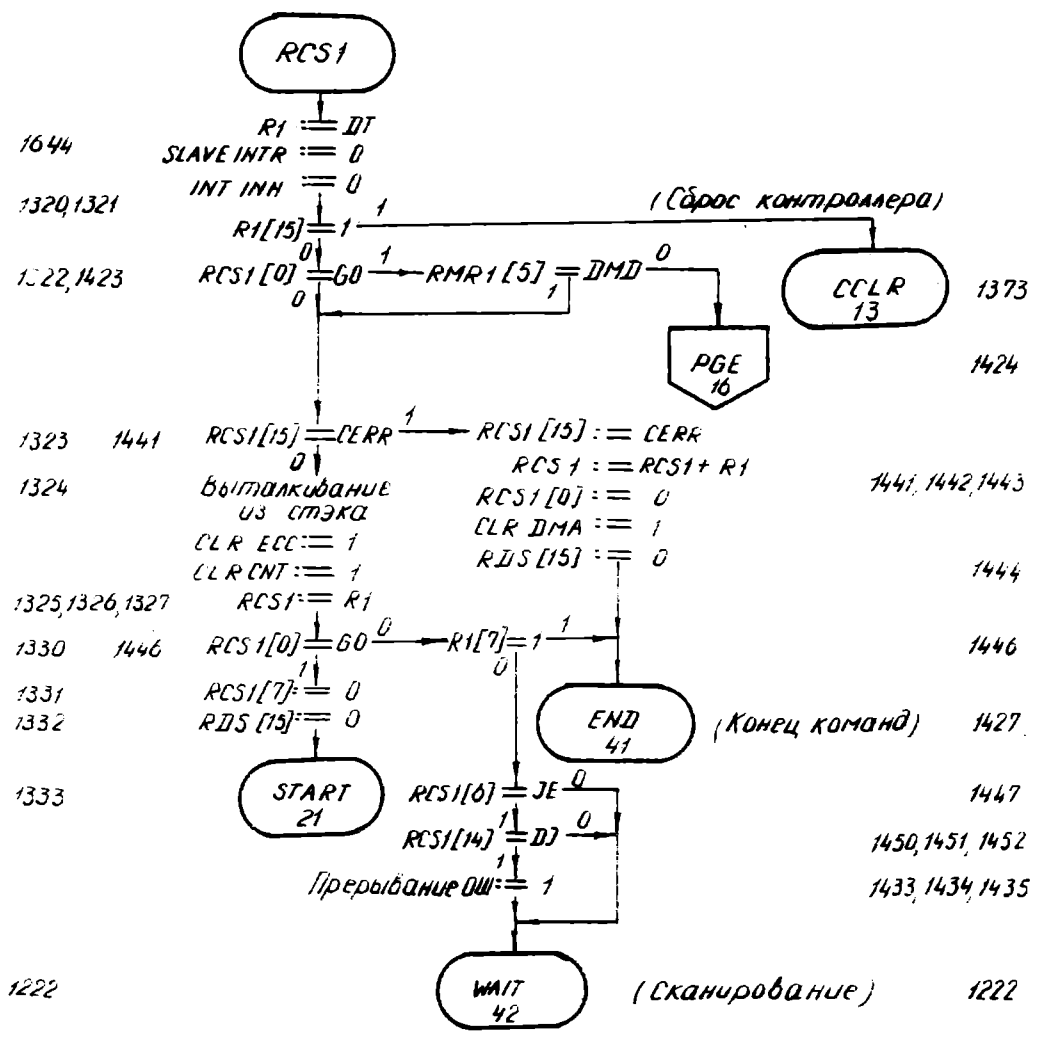 RCS1
R1 := DT
1644
SLAVE INTR := 0
INT INH := 0
1320,1321
1
(Сброс контроллера)
R1[15] = 1
0
RCS1[0] = GO
1
RMR1[5] = DMD
0
1423
0
1
CCLR
13
1373
PGE
16
1424
1323
1441
RCS1[15] = CERR
1
RCS1[15] := CERR
0
RCS1 := RCS1 + R1
1324
Выталкивание
из стэка
RCS1[0] := 0
1441, 1442, 1443
CLR ECC := 1
CLR DMA := 1
CLR CNT := 1
RDS[15] := 0
1444
1325,1326,1327
RCS1 := R1
1330
1446
RCS1[0] = GO
0
R1[7] = 1
1
1446
1
0
1331
RCS1[7] := 0
1332
RDS[15] := 0
END
41
(Конец команд)
1427
1333
START
21
RCS1[6] = JE
0
1447
1
RCS1[14] = DJ
0
1450,1451,1452
1
Прерывание ОШ := 1
1433,1434,1435
1222
WAIT
42
(Сканирование)
1222